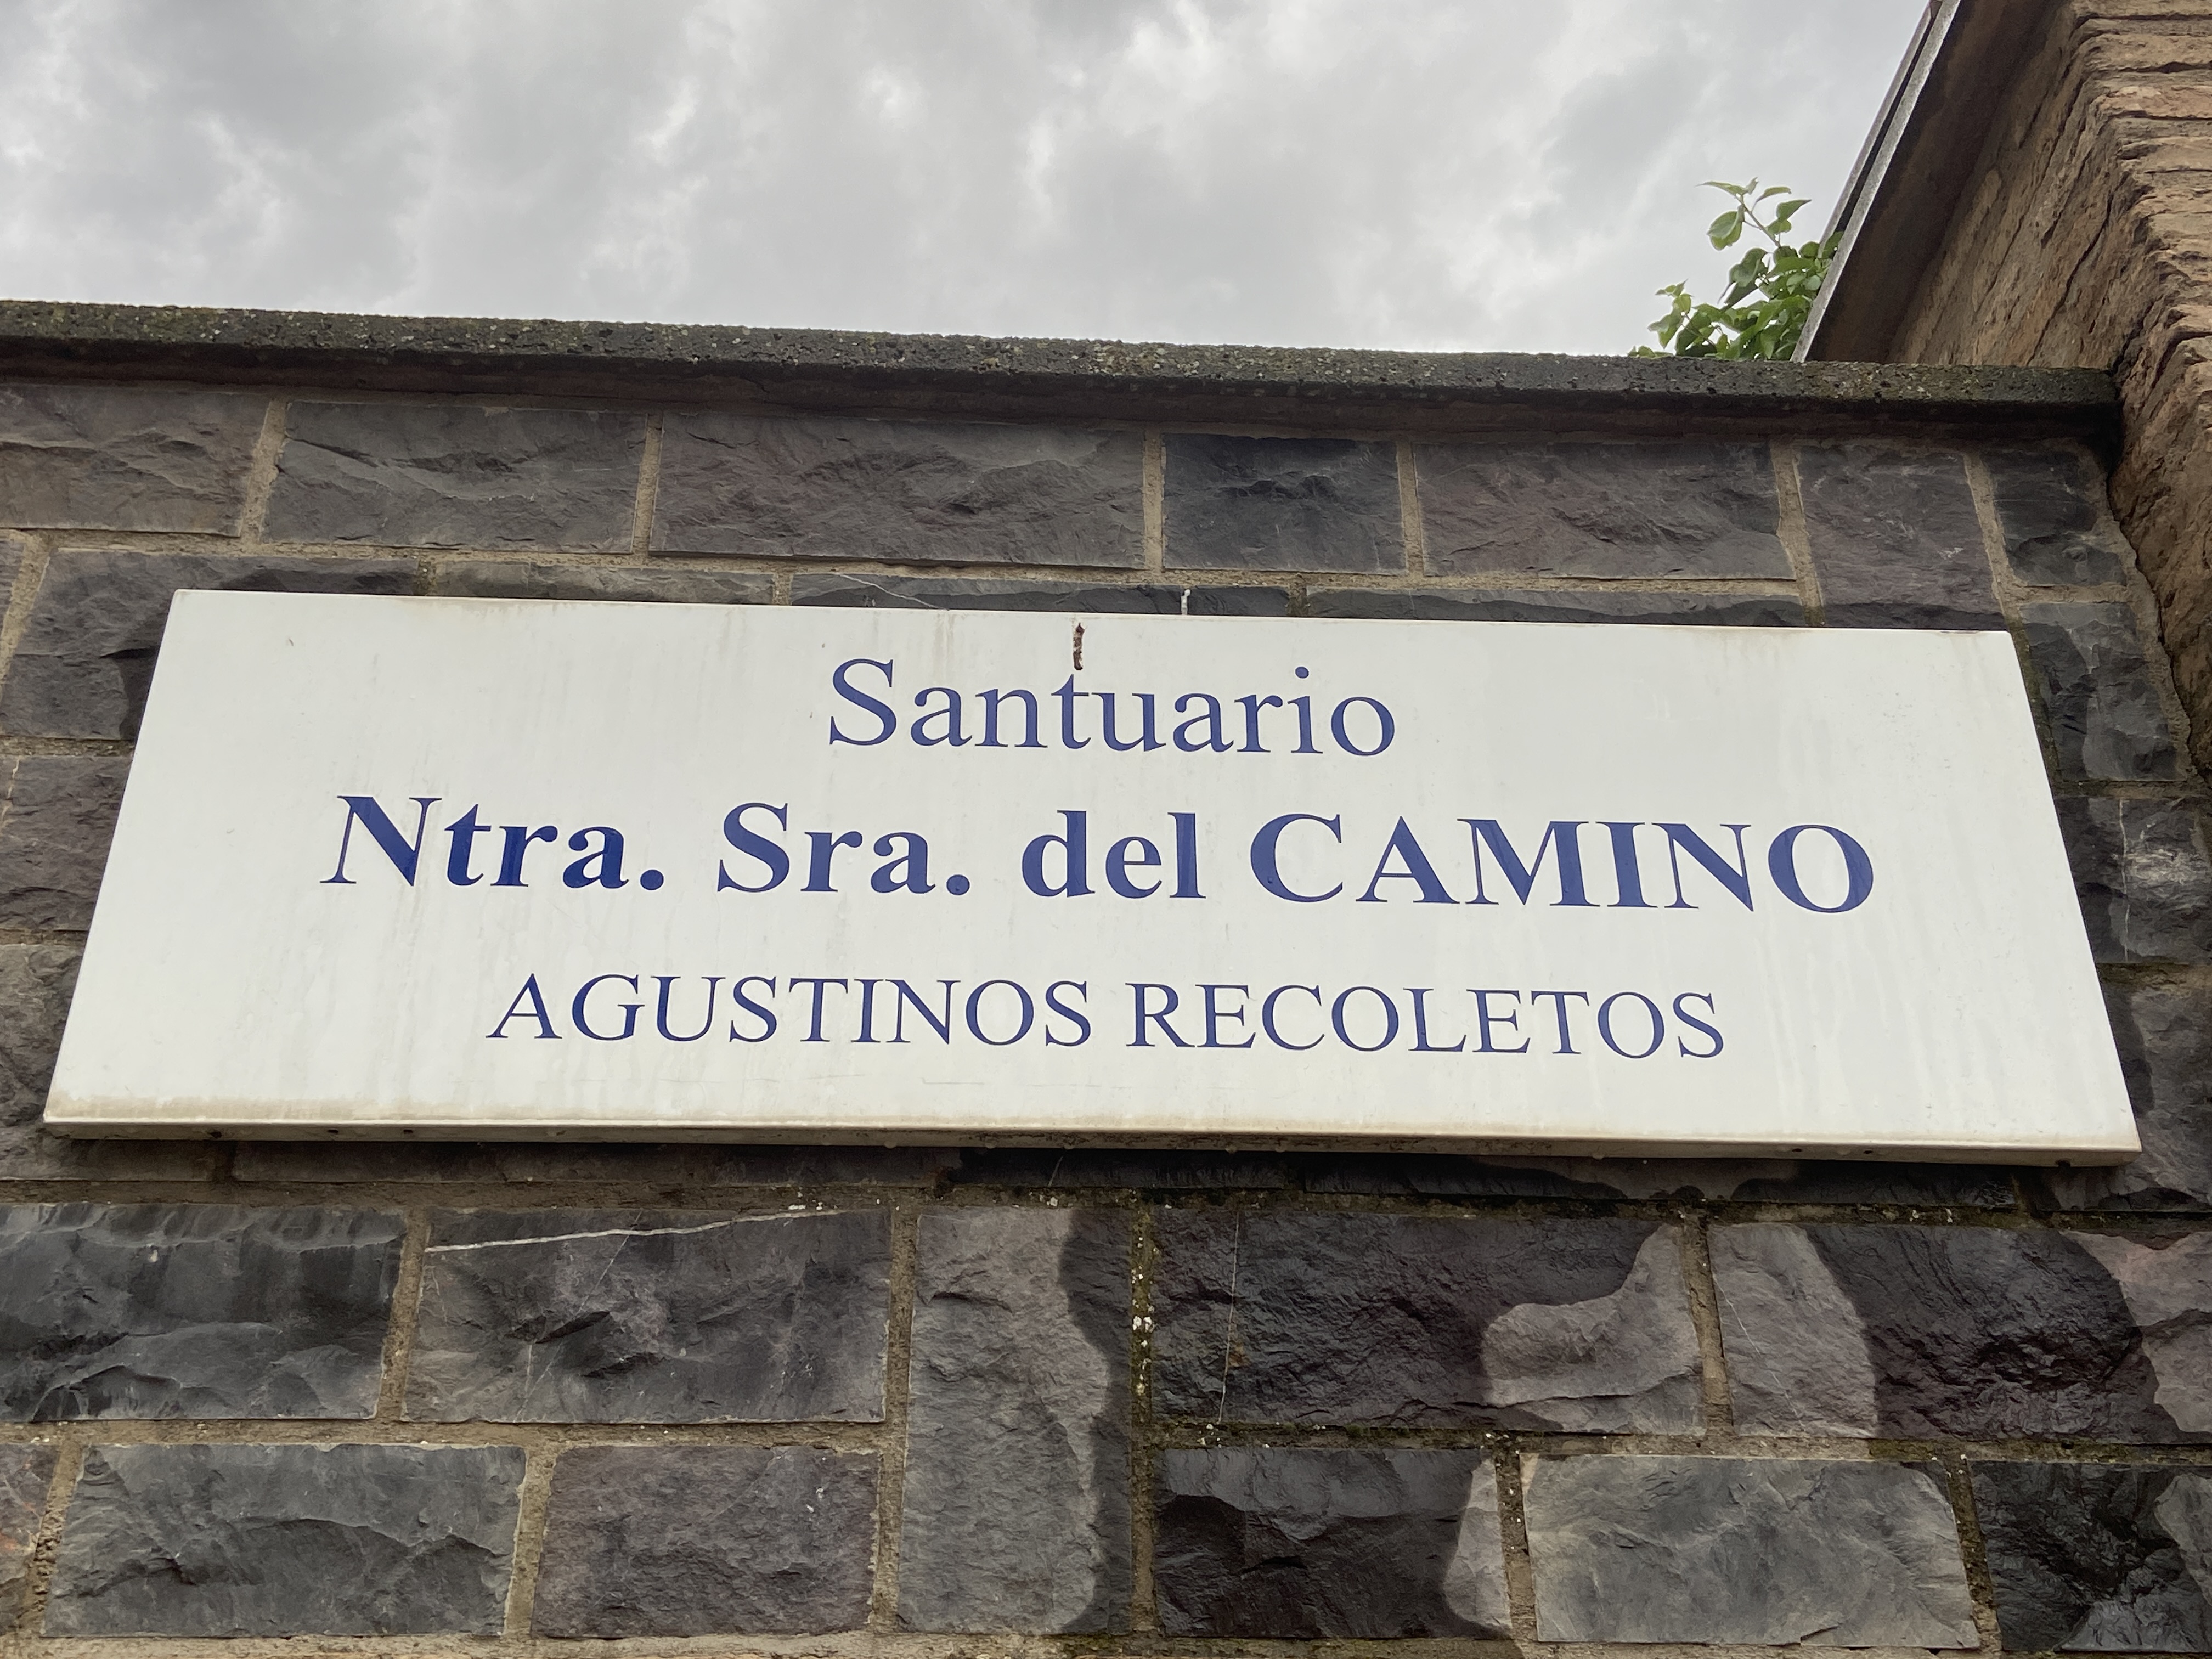 Santuario
Ntra. Sra. del CAMINO
AGUSTINOS RECOLETOS